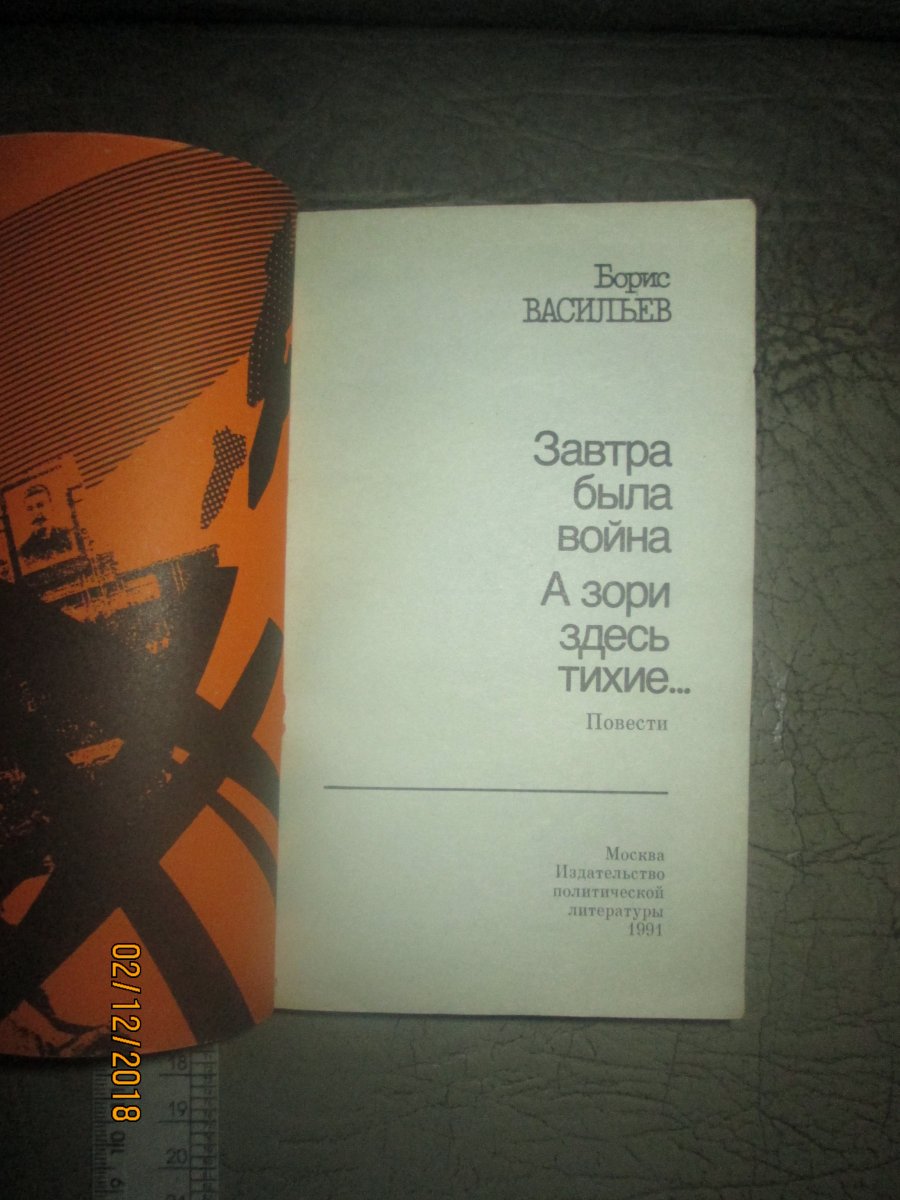 Борис
ВАСИЛЬЕВ
Завтра
была
война
А зори
здесь
тихие...
Повести
Москва
Издательство
политической
литературы
1991
02/12/2018
18
19
20